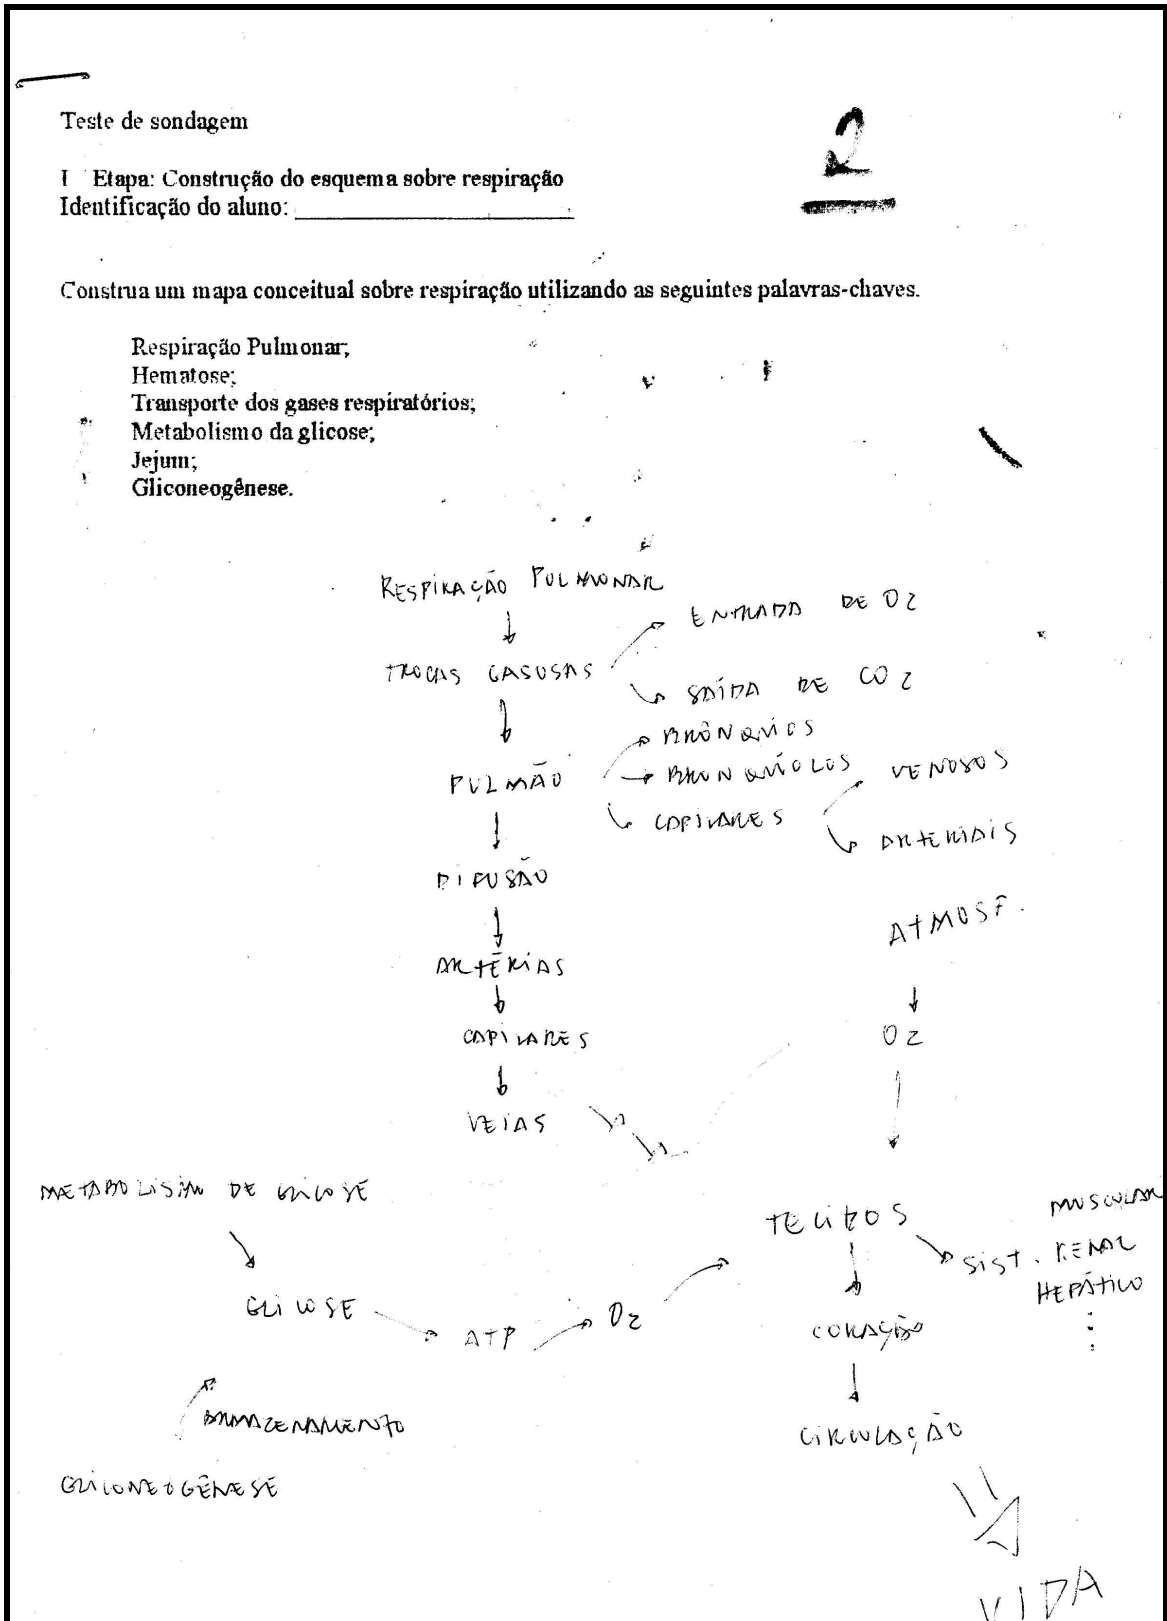 Teste de sondagem
2
I Etapa: Construção do esquema sobre respiração
Identificação do aluno:
Construa um mapa conceitual sobre respiração utilizando as seguintes palavras-chaves.
Respiração Pulmonar;
Hematose;
Transporte dos gases respiratórios;
Metabolismo da glicose;
Jejum;
Gliconeogênese.
RESPIRAÇÃO PULMONAR
ENTRADA DE O2
TROCAS GASOSAS
SAÍDA DE CO2
BRÔNQUIOS
PULMÃO
BRONQUÍOLOS
VENOSOS
CAPILARES
ARTERIAIS
DIFUSÃO
ATMOSF.
ARTÉRIAS
CAPILARES
O2
VEIAS
METABOLISMO DE GLICOSE
TECIDOS
MUSCULAR
SIST. RENAL
HEPÁTICO
GLICOSE
ATP
O2
CORAÇÃO
ARMAZENAMENTO
CIRCULAÇÃO
GLICONEOGÊNESE
VIDA